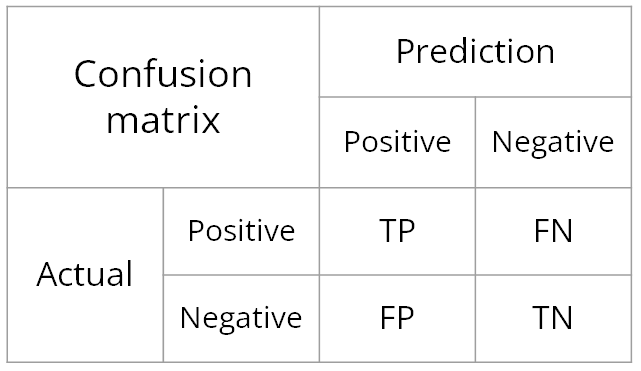 Confusion
matrix
Prediction
Positive Negative
Actual
Positive TP FN
Negative FP TN